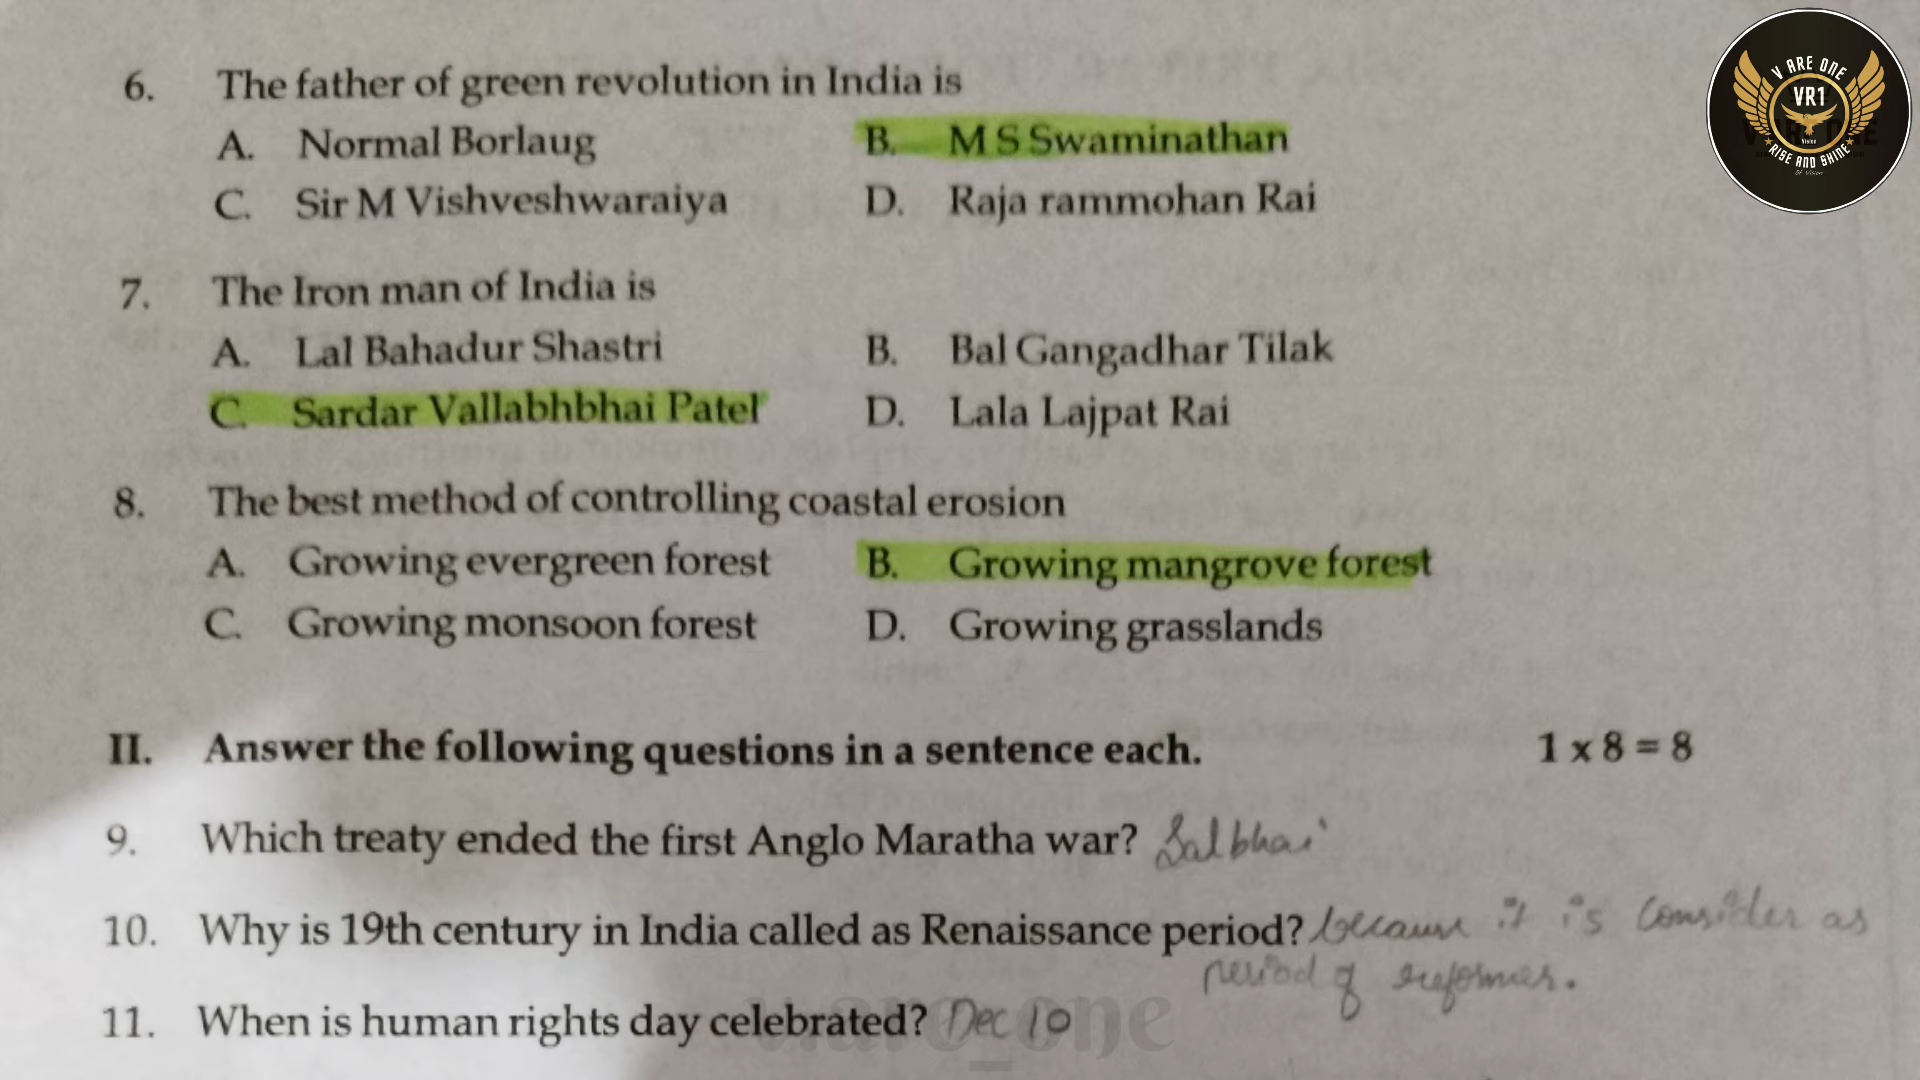 6. The father of green revolution in India is
A. Normal Borlaug B. M S Swaminathan
C. Sir M Vishveshwaraiya D. Raja rammohan Rai
7. The Iron man of India is
A. Lal Bahadur Shastri B. Bal Gangadhar Tilak
C. Sardar Vallabhbhai Patel D. Lala Lajpat Rai
8. The best method of controlling coastal erosion
A. Growing evergreen forest B. Growing mangrove forest
C. Growing monsoon forest D. Growing grasslands
II. Answer the following questions in a sentence each. 1 x 8 = 8
9. Which treaty ended the first Anglo Maratha war? Salbhai
10. Why is 19th century in India called as Renaissance period? because it is consider as
period of reformes.
11. When is human rights day celebrated? Dec 10
V ARE ONE
VR1
Vision
RISE AND SHINE
Of Vision